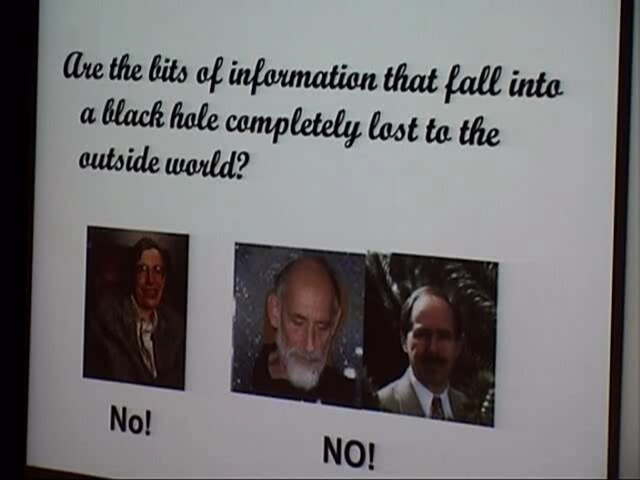 Are the bits of information that fall into
a black hole completely lost to the
outside world?
No!
NO!